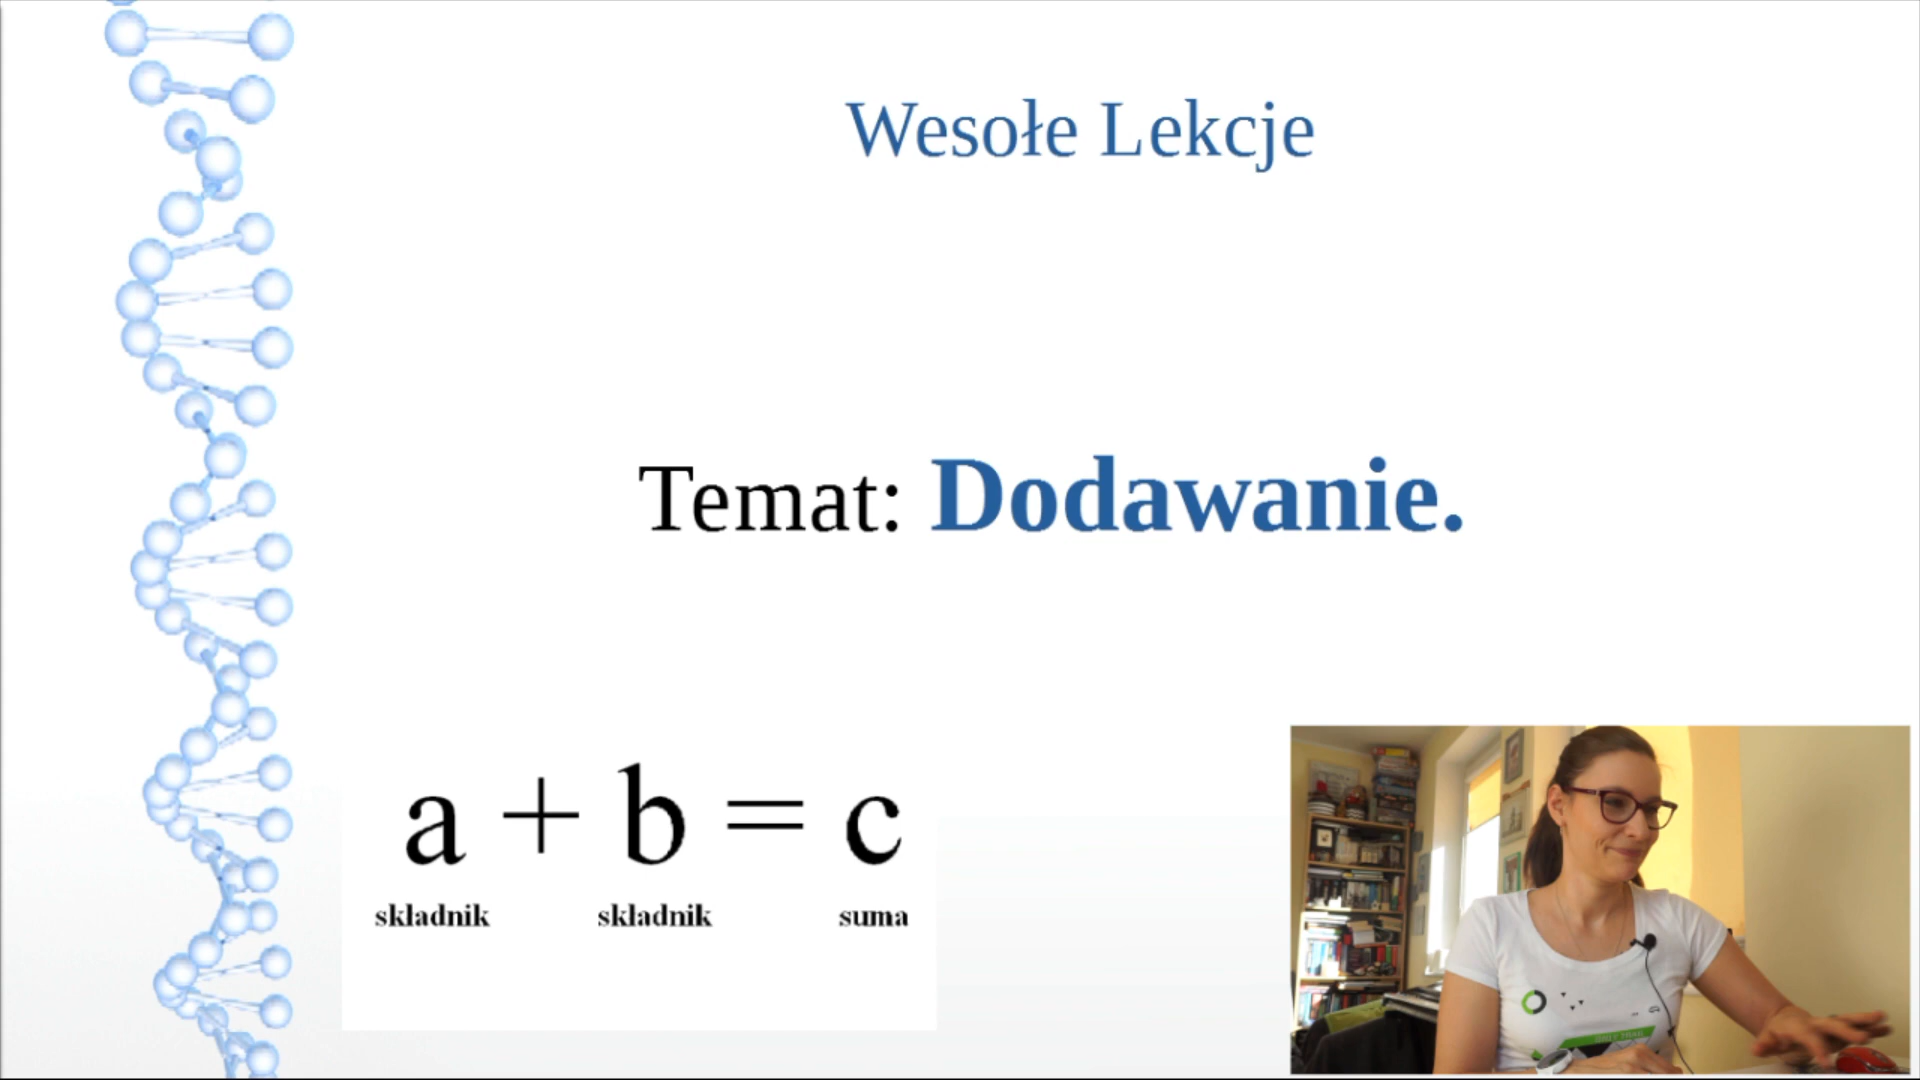 Wesołe Lekcje
Temat: Dodawanie.
a + b = c
składnik składnik suma